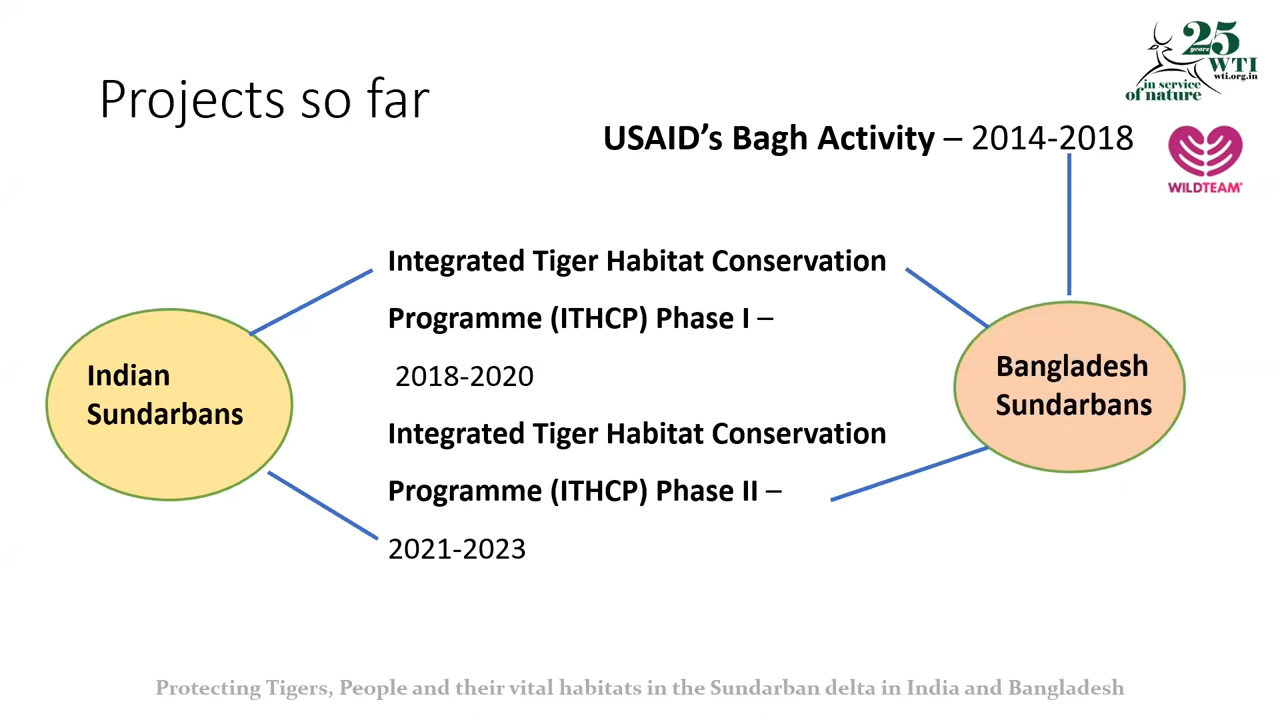 Projects so far
25
years
WTI
wti.org.in
in service
of nature
USAID’s Bagh Activity – 2014-2018
WILDTEAM®
Integrated Tiger Habitat Conservation
Programme (ITHCP) Phase I –
2018-2020
Integrated Tiger Habitat Conservation
Programme (ITHCP) Phase II –
2021-2023
Indian
Sundarbans
Bangladesh
Sundarbans
Protecting Tigers, People and their vital habitats in the Sundarban delta in India and Bangladesh